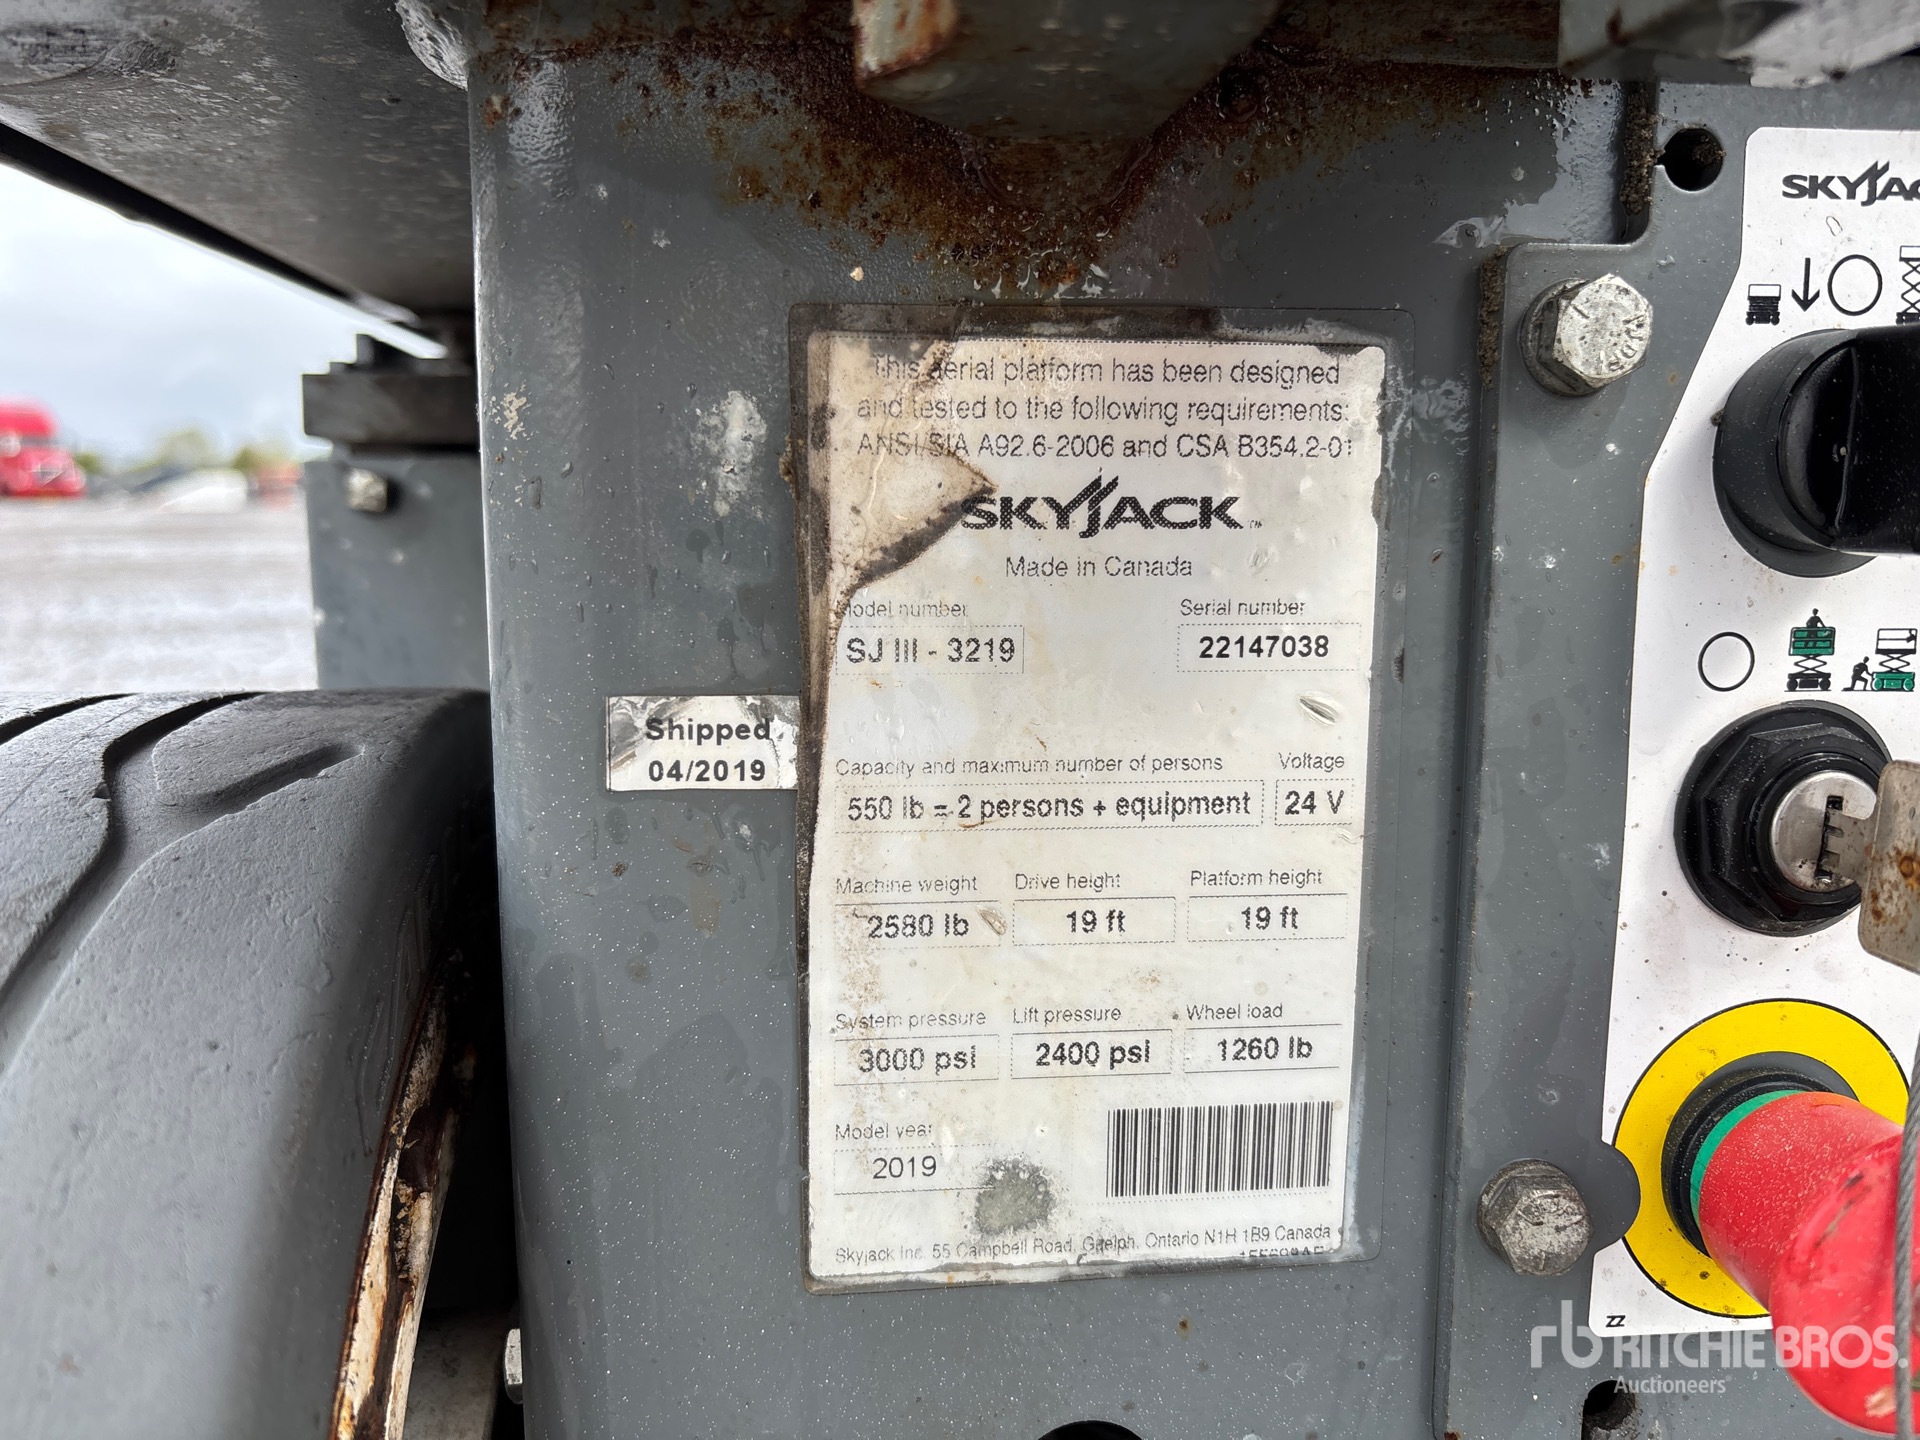 This aerial platform has been designed
and tested to the following requirements:
ANSI/SIA A92.6-2006 and CSA B354.2-01
SKYJACK™
Made in Canada
Model number Serial number
SJ III - 3219 22147038
Shipped
04/2019
Capacity and maximum number of persons Voltage
550 lb = 2 persons + equipment 24 V
Machine weight Drive height Platform height
2580 lb 19 ft 19 ft
System pressure Lift pressure Wheel load
3000 psi 2400 psi 1260 lb
Model year
2019
Skyjack Inc. 55 Campbell Road, Guelph, Ontario N1H 1B9 Canada
SKYJAC
ZZ
rb RITCHIE BROS.
Auctioneers